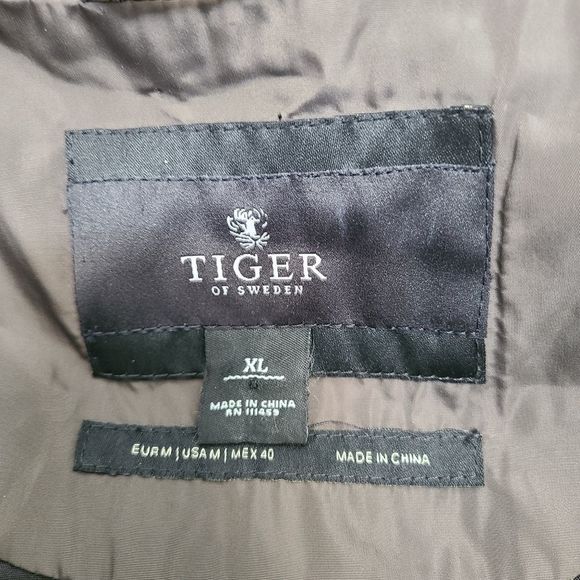 TIGER
OF SWEDEN
XL
MADE IN CHINA
RN 111459
EUR M | USA M | MEX 40 MADE IN CHINA